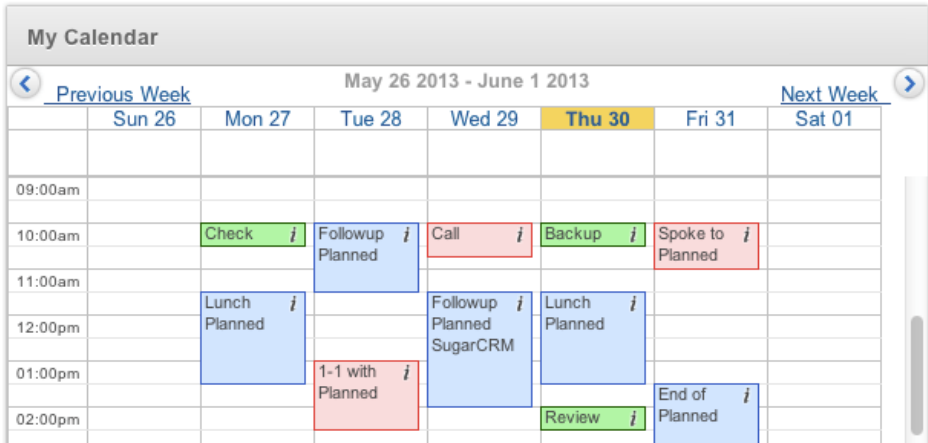 My Calendar
Previous Week
May 26 2013 - June 1 2013
Next Week
Sun 26 Mon 27 Tue 28 Wed 29 Thu 30 Fri 31 Sat 01
09:00am
10:00am
Check i
Followup i
Planned
Call i
Backup i
Spoke to i
Planned
11:00am
Lunch i
Planned
Followup i
Planned
SugarCRM
Lunch i
Planned
12:00pm
01:00pm
1-1 with i
Planned
End of i
Planned
02:00pm
Review i